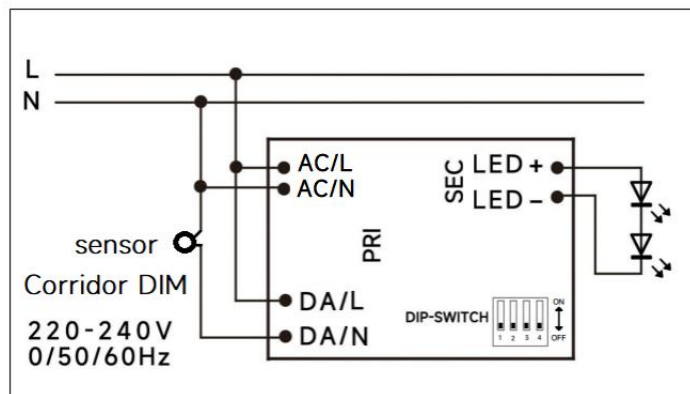 L
N
AC/L
AC/N
SEC
LED +
LED −
PRI
sensor
Corridor DIM
DA/L
DA/N
220-240V
0/50/60Hz
DIP-SWITCH
ON
OFF
1 2 3 4